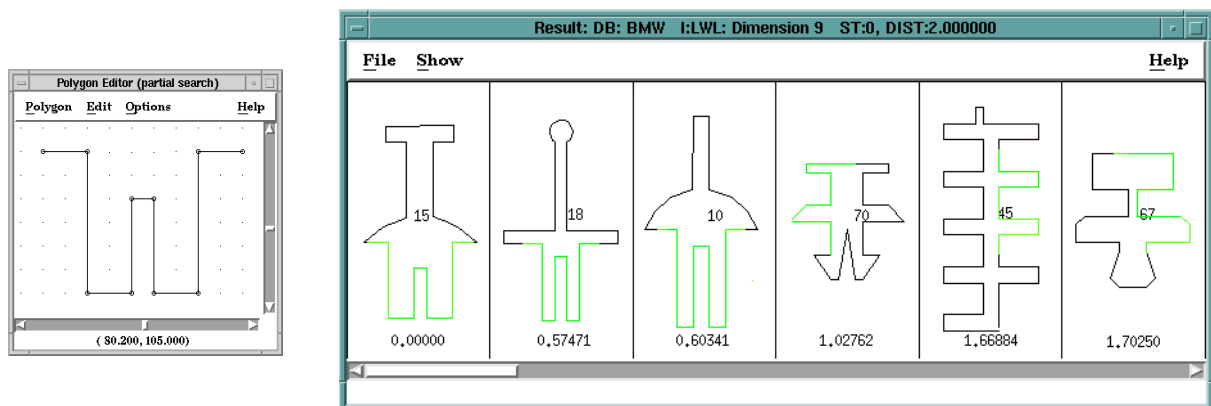 Polygon Editor (partial search)
Polygon Edit Options Help
( 80.200, 105.000)
Result: DB: BMW I:LWL: Dimension 9 ST:0, DIST:2.000000
File Show Help
15 18 10 70 45 67
0.00000 0.57471 0.60341 1.02762 1.66884 1.70250